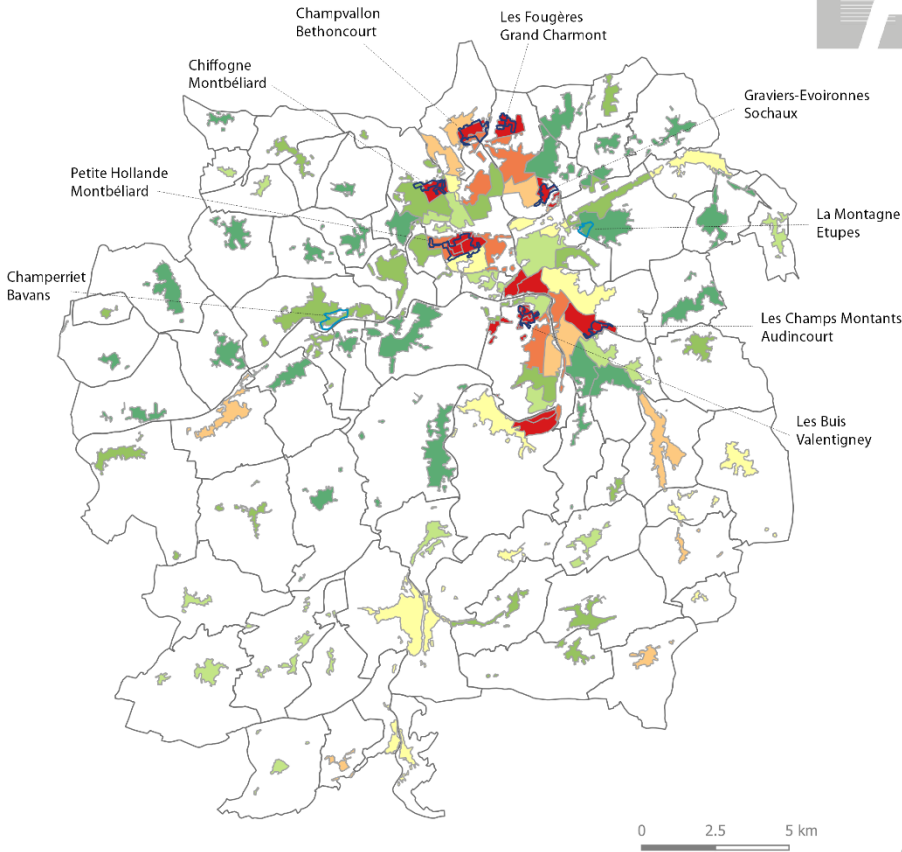 Champvallon
Bethoncourt
Les Fougères
Grand Charmont
Chiffogne
Montbéliard
Graviers-Evoironnes
Sochaux
Petite Hollande
Montbéliard
La Montagne
Etupes
Champerriet
Bavans
Les Champs Montants
Audincourt
Les Buis
Valentigney
0 2.5 5 km